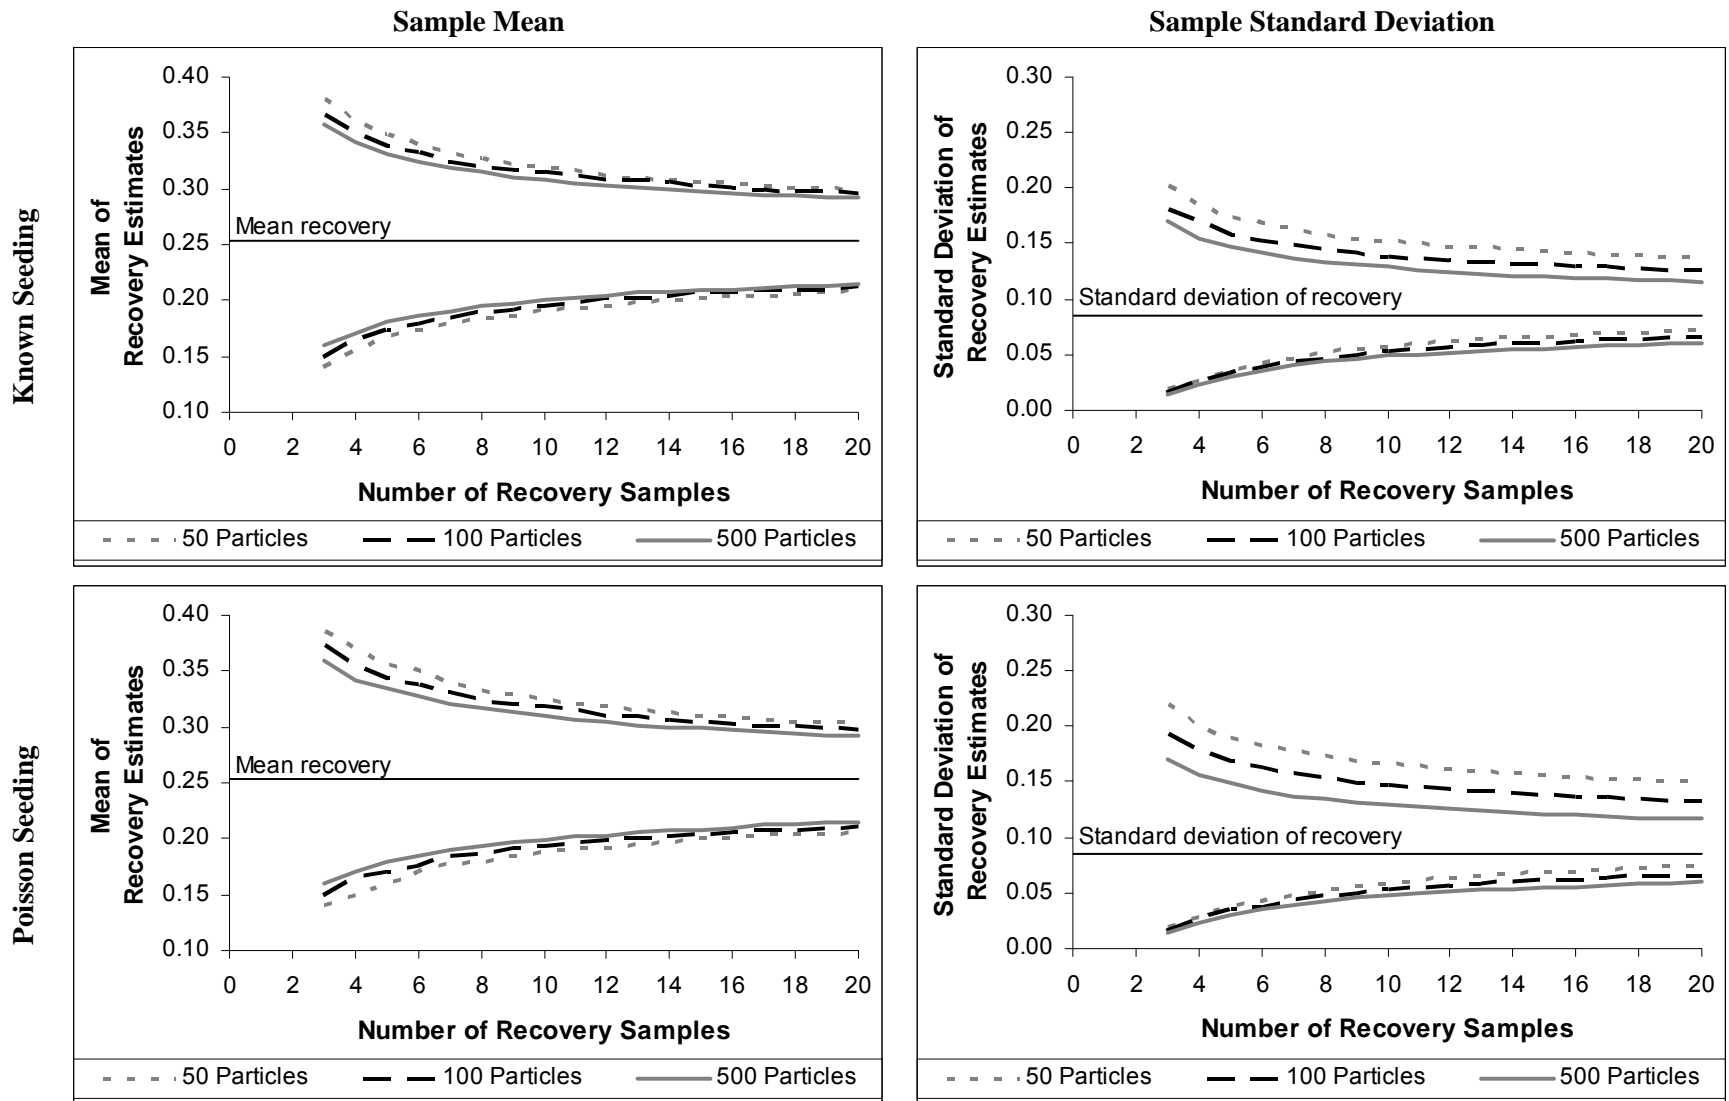 Sample Mean
Sample Standard Deviation
Known Seeding
Mean of
Recovery Estimates
0.40
0.35
0.30
0.25
0.20
0.15
0.10
Mean recovery
0 2 4 6 8 10 12 14 16 18 20
Number of Recovery Samples
50 Particles 100 Particles 500 Particles
Standard Deviation of
Recovery Estimates
0.30
0.25
0.20
0.15
0.10
0.05
0.00
Standard deviation of recovery
0 2 4 6 8 10 12 14 16 18 20
Number of Recovery Samples
50 Particles 100 Particles 500 Particles
Poisson Seeding
Mean of
Recovery Estimates
0.40
0.35
0.30
0.25
0.20
0.15
0.10
Mean recovery
0 2 4 6 8 10 12 14 16 18 20
Number of Recovery Samples
50 Particles 100 Particles 500 Particles
Standard Deviation of
Recovery Estimates
0.30
0.25
0.20
0.15
0.10
0.05
0.00
Standard deviation of recovery
0 2 4 6 8 10 12 14 16 18 20
Number of Recovery Samples
50 Particles 100 Particles 500 Particles